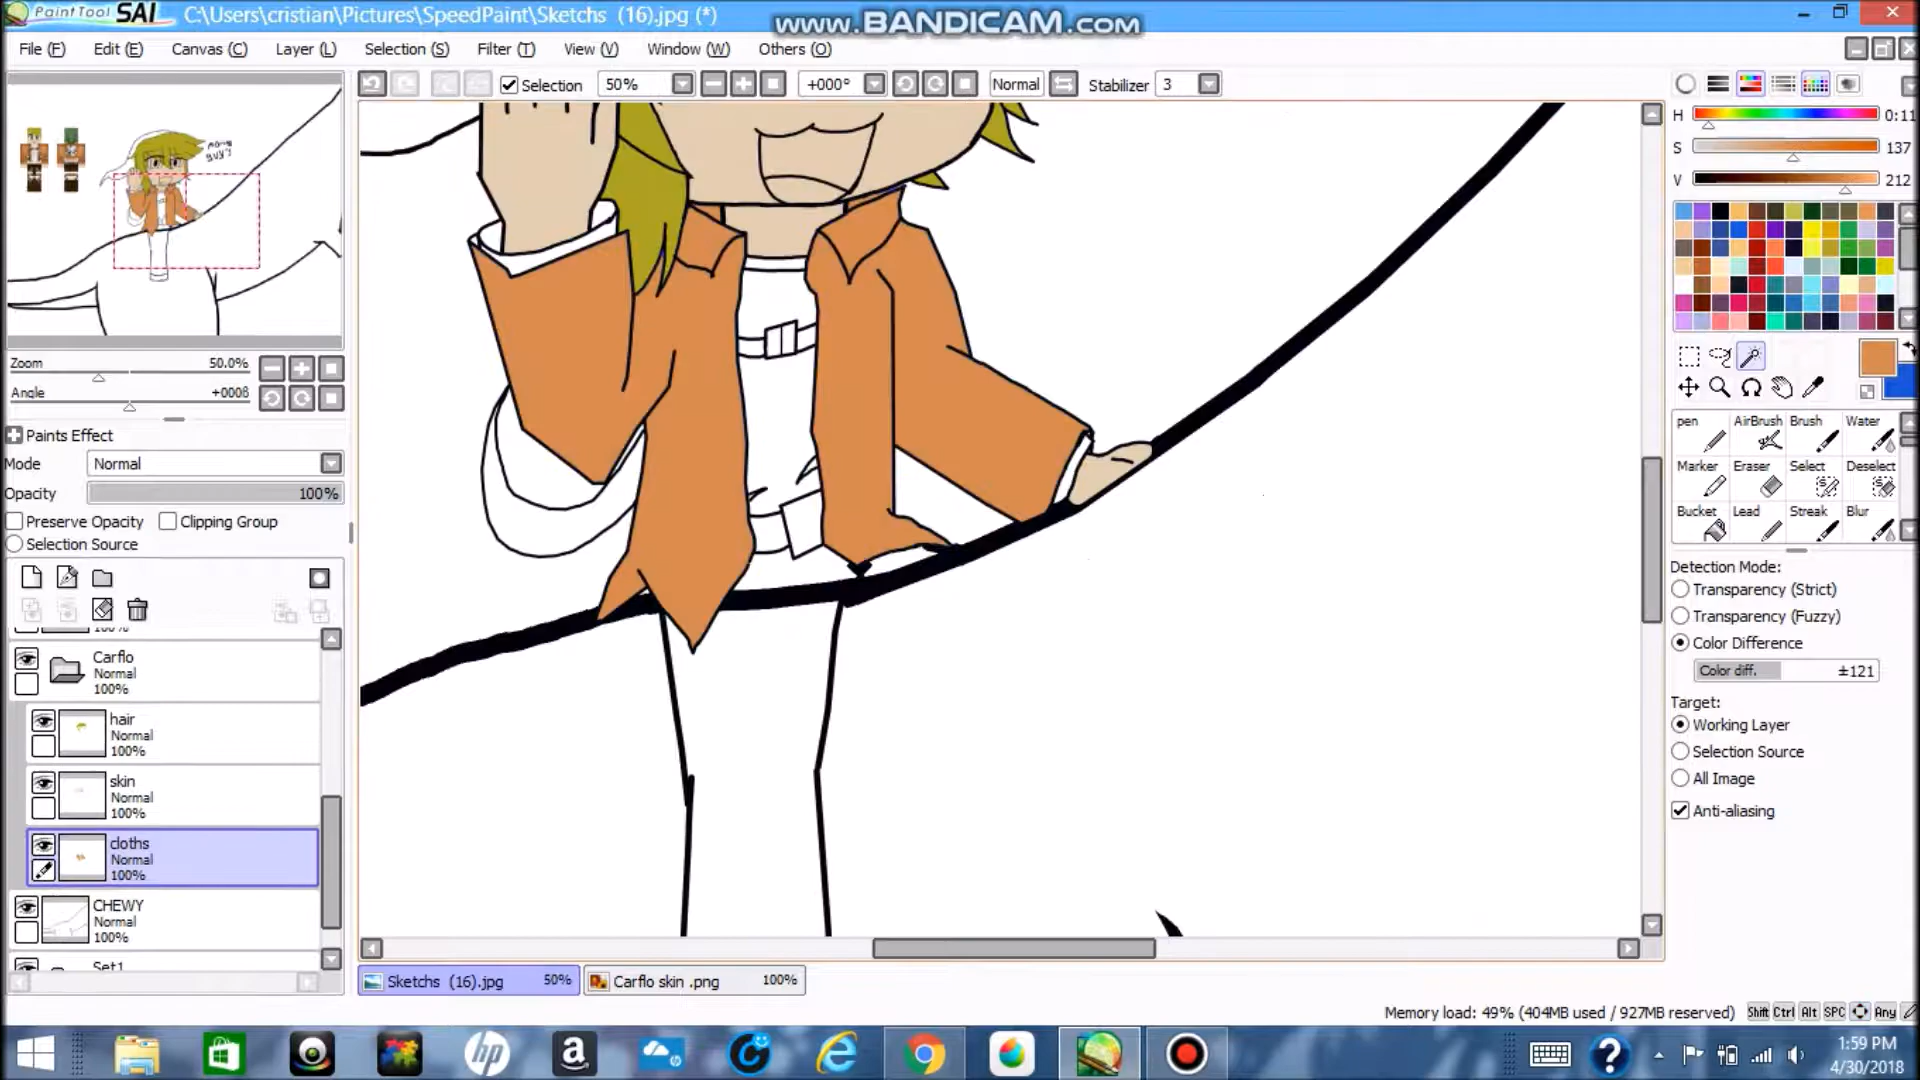 PaintTool SAI C:\Users\cristian\Pictures\SpeedPaint\Sketchs (16).jpg (*)
www.BANDICAM.com
File (F) Edit (E) Canvas (C) Layer (L) Selection (S) Filter (T) View (V) Window (W) Others (O)
Selection 50% +000° Normal Stabilizer 3
H 0:11
S 137
V 212
Zoom 50.0%
Angle +000ß
Paints Effect
Mode Normal
Opacity 100%
Preserve Opacity Clipping Group
Selection Source
100%
Carflo
Normal
100%
hair
Normal
100%
skin
Normal
100%
cloths
Normal
100%
CHEWY
Normal
100%
Set1
pen AirBrush Brush Water
Marker Eraser Select Deselect
Bucket Lead Streak Blur
Detection Mode:
Transparency (Strict)
Transparency (Fuzzy)
Color Difference
Color diff. ±121
Target:
Working Layer
Selection Source
All Image
Anti-aliasing
Sketchs (16).jpg 50% Carflo skin .png 100%
Memory load: 49% (404MB used / 927MB reserved) Shift Ctrl Alt SPC Any
hp
a
1:59 PM
4/30/2018